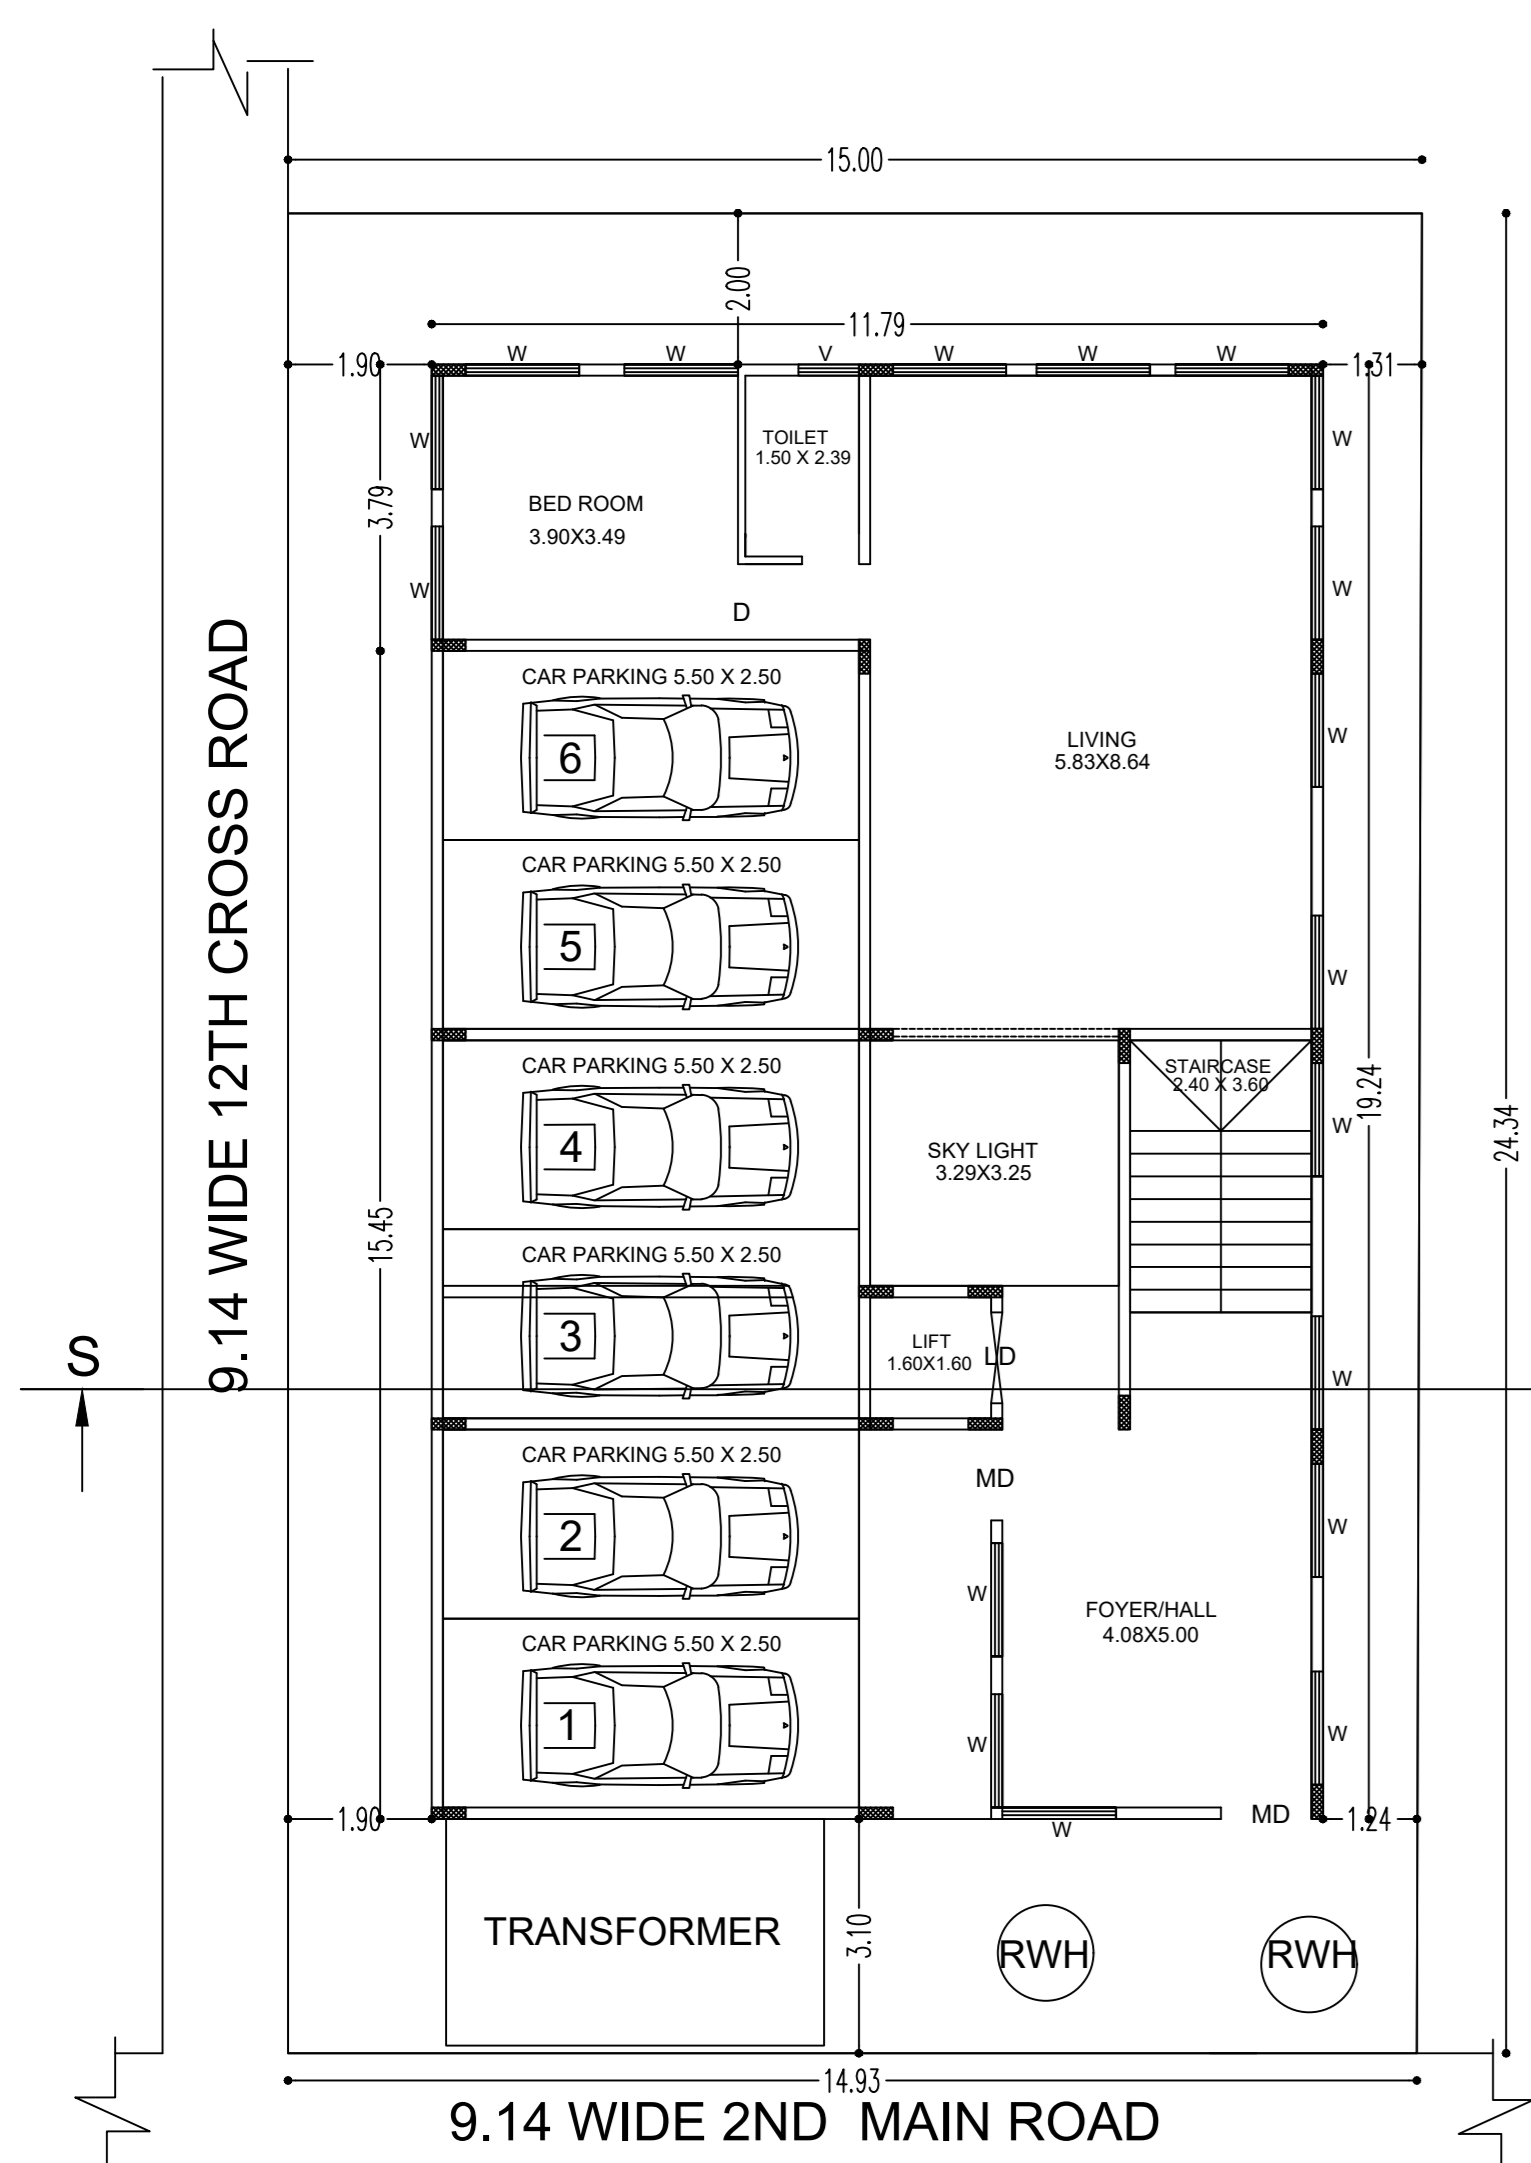 15.00
2.00
11.79
1.90
W
W
V
W
W
W
1.31
W
TOILET
1.50 X 2.39
W
3.79
BED ROOM
3.90X3.49
W
W
D
CAR PARKING 5.50 X 2.50
6
LIVING
5.83X8.64
W
CAR PARKING 5.50 X 2.50
5
W
9.14 WIDE 12TH CROSS ROAD
CAR PARKING 5.50 X 2.50
4
STAIRCASE
2.40 X 3.60
W
19.24
24.34
SKY LIGHT
3.29X3.25
15.45
CAR PARKING 5.50 X 2.50
3
LIFT
1.60X1.60
LD
S
W
CAR PARKING 5.50 X 2.50
2
MD
W
W
FOYER/HALL
4.08X5.00
CAR PARKING 5.50 X 2.50
1
W
W
1.90
W
MD
1.24
TRANSFORMER
3.10
RWH
RWH
14.93
9.14 WIDE 2ND MAIN ROAD